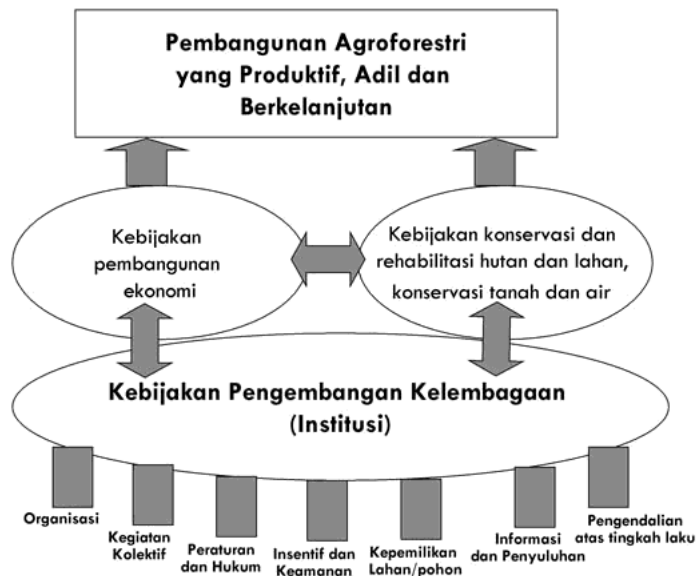 Pembangunan Agroforestri
yang Produktif, Adil dan
Berkelanjutan
Kebijakan
pembangunan
ekonomi
Kebijakan konservasi dan
rehabilitasi hutan dan lahan,
konservasi tanah dan air
Kebijakan Pengembangan Kelembagaan
(Institusi)
Organisasi
Kegiatan
Kolektif
Peraturan
dan Hukum
Insentif dan
Keamanan
Kepemilikan
Lahan/pohon
Informasi
dan Penyuluhan
Pengendalian
atas tingkah laku